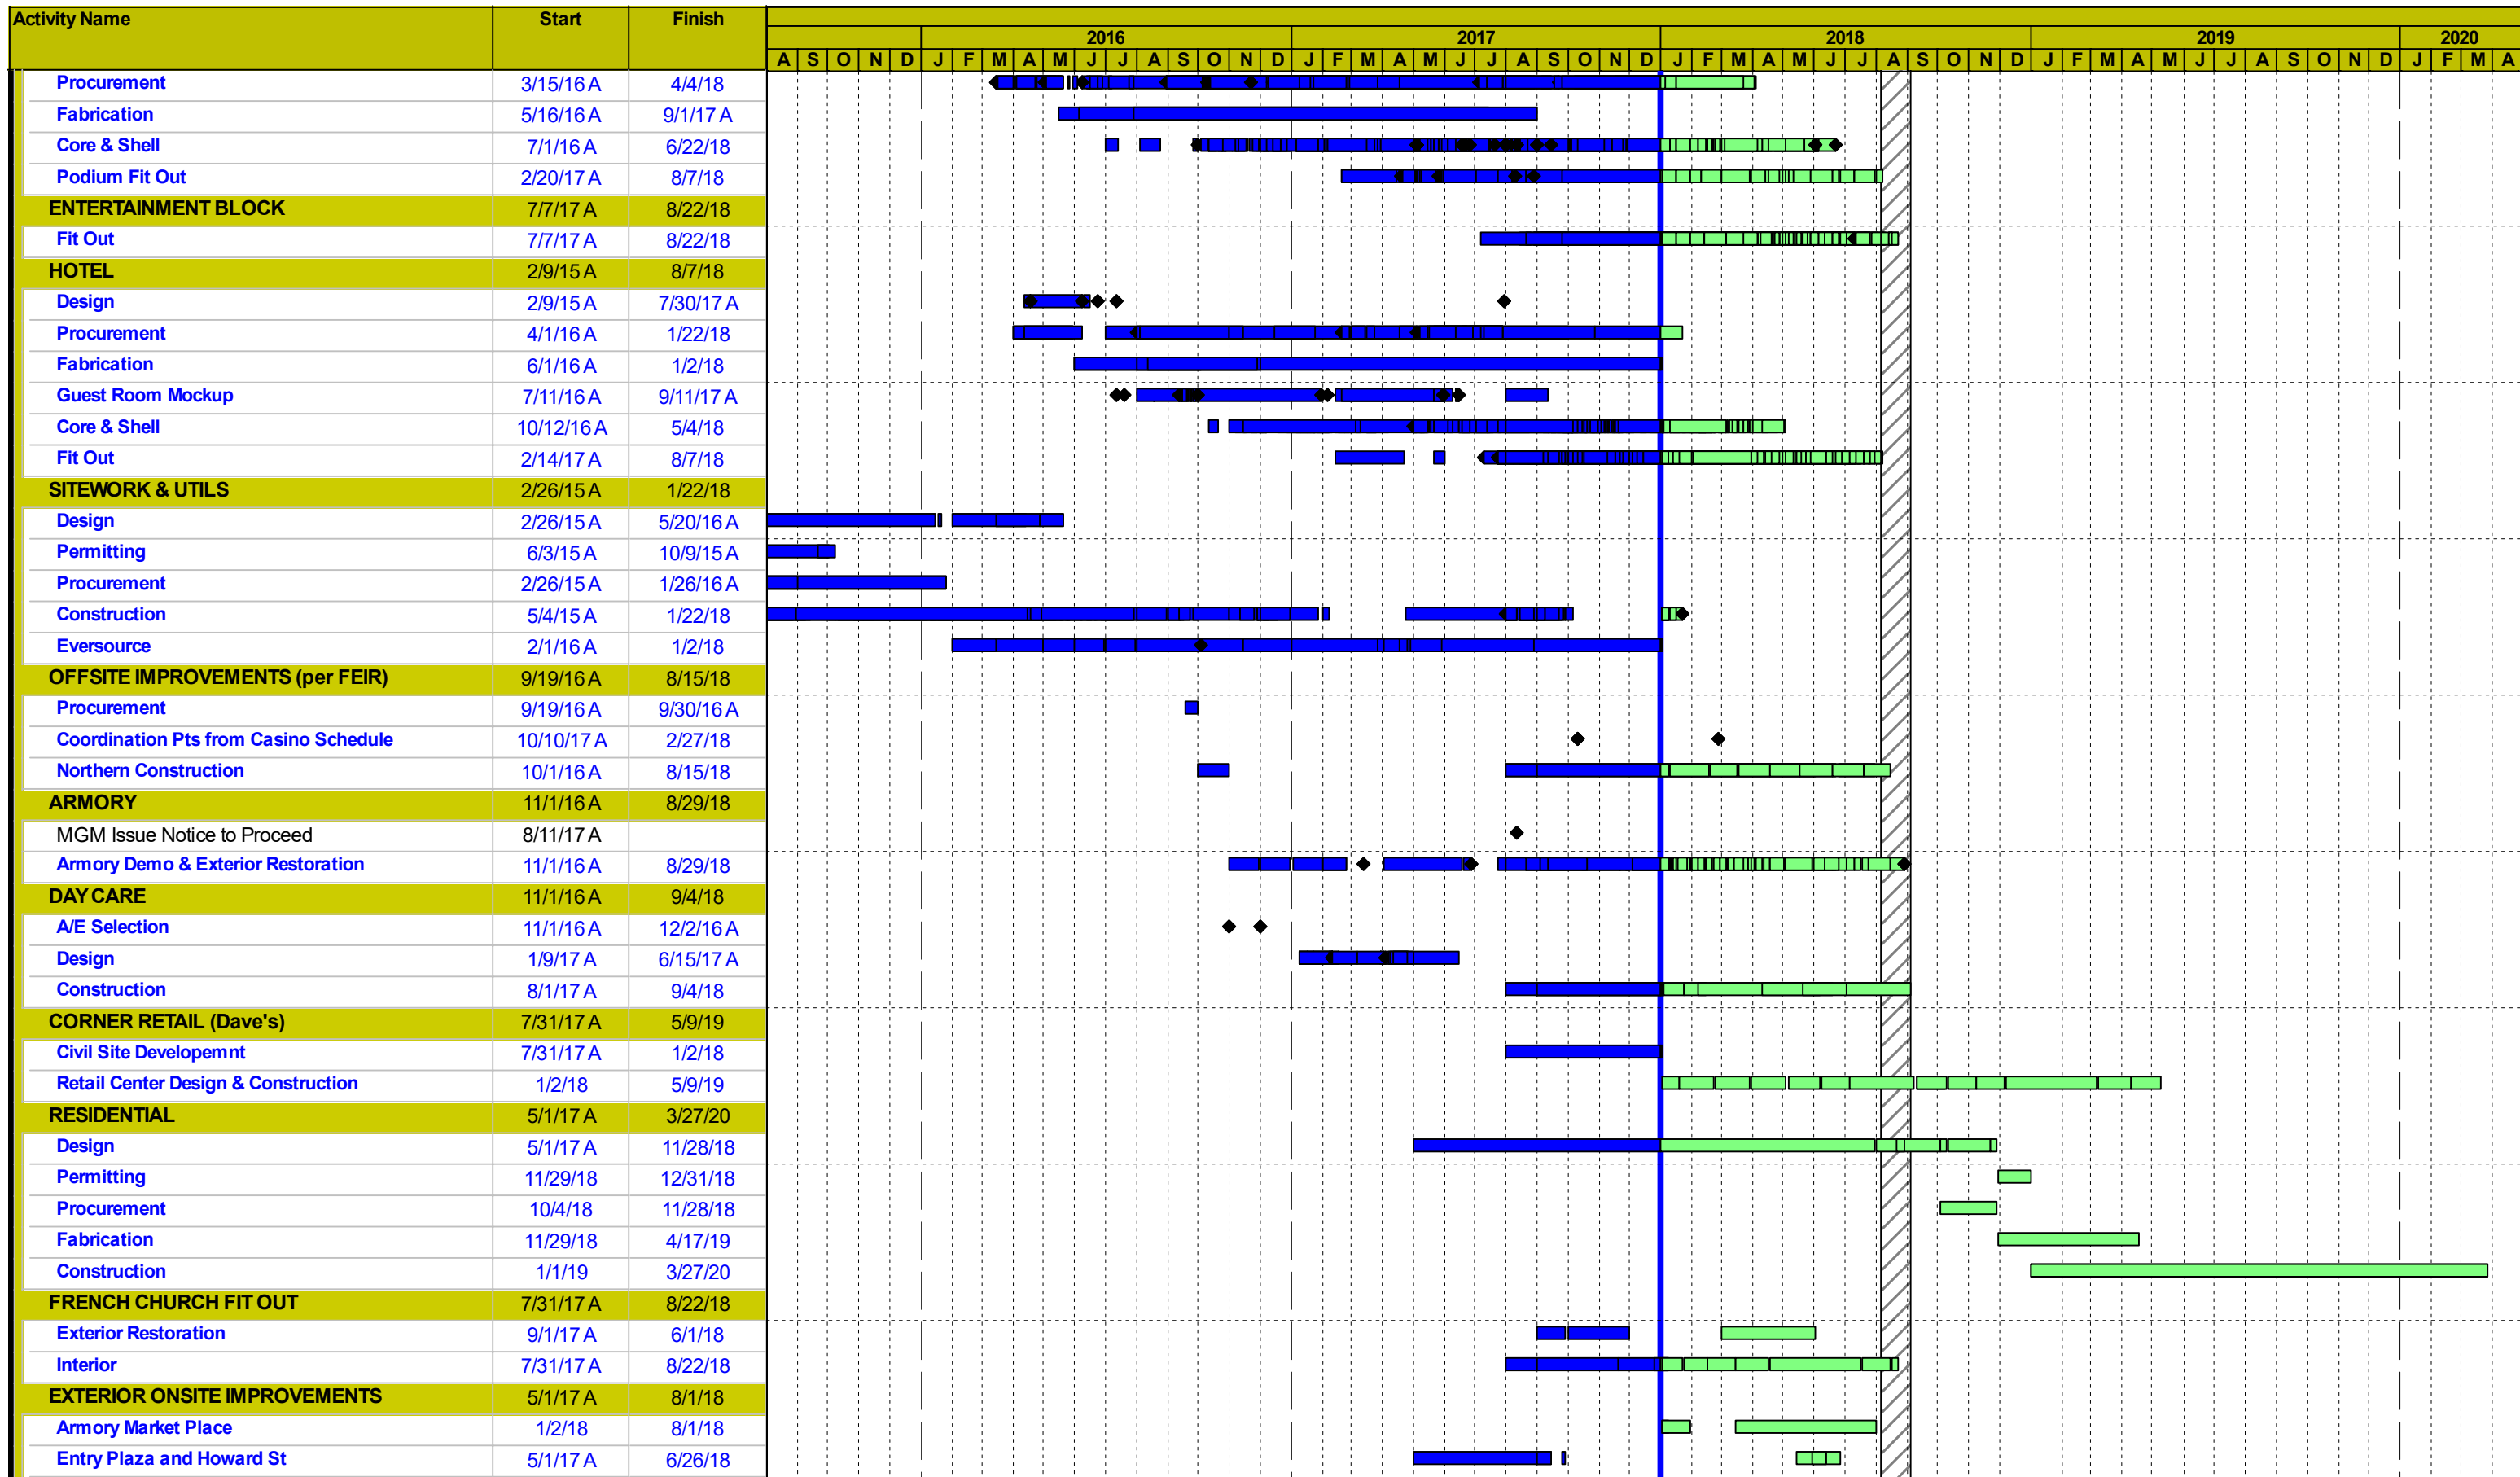 Activity Name Start Finish
2016 2017 2018 2019 2020
A S O N D J F M A M J J A S O N D J F M A M J J A S O N D J F M A M J J A S O N D J F M A M J J A S O N D J F M A
Procurement 3/15/16 A 4/4/18
Fabrication 5/16/16 A 9/1/17 A
Core & Shell 7/1/16 A 6/22/18
Podium Fit Out 2/20/17 A 8/7/18
ENTERTAINMENT BLOCK 7/7/17 A 8/22/18
Fit Out 7/7/17 A 8/22/18
HOTEL 2/9/15 A 8/7/18
Design 2/9/15 A 7/30/17 A
Procurement 4/1/16 A 1/22/18
Fabrication 6/1/16 A 1/2/18
Guest Room Mockup 7/11/16 A 9/11/17 A
Core & Shell 10/12/16 A 5/4/18
Fit Out 2/14/17 A 8/7/18
SITEWORK & UTILS 2/26/15 A 1/22/18
Design 2/26/15 A 5/20/16 A
Permitting 6/3/15 A 10/9/15 A
Procurement 2/26/15 A 1/26/16 A
Construction 5/4/15 A 1/22/18
Eversource 2/1/16 A 1/2/18
OFFSITE IMPROVEMENTS (per FEIR) 9/19/16 A 8/15/18
Procurement 9/19/16 A 9/30/16 A
Coordination Pts from Casino Schedule 10/10/17 A 2/27/18
Northern Construction 10/1/16 A 8/15/18
ARMORY 11/1/16 A 8/29/18
MGM Issue Notice to Proceed 8/11/17 A
Armory Demo & Exterior Restoration 11/1/16 A 8/29/18
DAY CARE 11/1/16 A 9/4/18
A/E Selection 11/1/16 A 12/2/16 A
Design 1/9/17 A 6/15/17 A
Construction 8/1/17 A 9/4/18
CORNER RETAIL (Dave's) 7/31/17 A 5/9/19
Civil Site Developemnt 7/31/17 A 1/2/18
Retail Center Design & Construction 1/2/18 5/9/19
RESIDENTIAL 5/1/17 A 3/27/20
Design 5/1/17 A 11/28/18
Permitting 11/29/18 12/31/18
Procurement 10/4/18 11/28/18
Fabrication 11/29/18 4/17/19
Construction 1/1/19 3/27/20
FRENCH CHURCH FIT OUT 7/31/17 A 8/22/18
Exterior Restoration 9/1/17 A 6/1/18
Interior 7/31/17 A 8/22/18
EXTERIOR ONSITE IMPROVEMENTS 5/1/17 A 8/1/18
Armory Market Place 1/2/18 8/1/18
Entry Plaza and Howard St 5/1/17 A 6/26/18